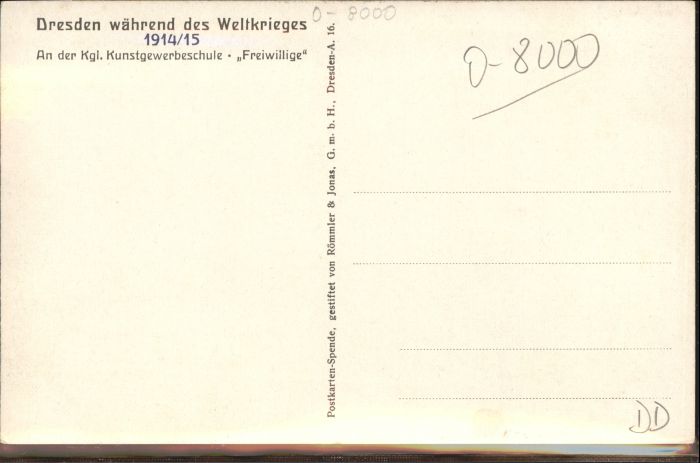 Dresden während des Weltkrieges
1914/15
An der Kgl. Kunstgewerbeschule · „Freiwillige“
O - 8000
Postkarten-Spende, gestiftet von Römmler & Jonas, G. m. b. H., Dresden-A. 16.
O-8000
DD